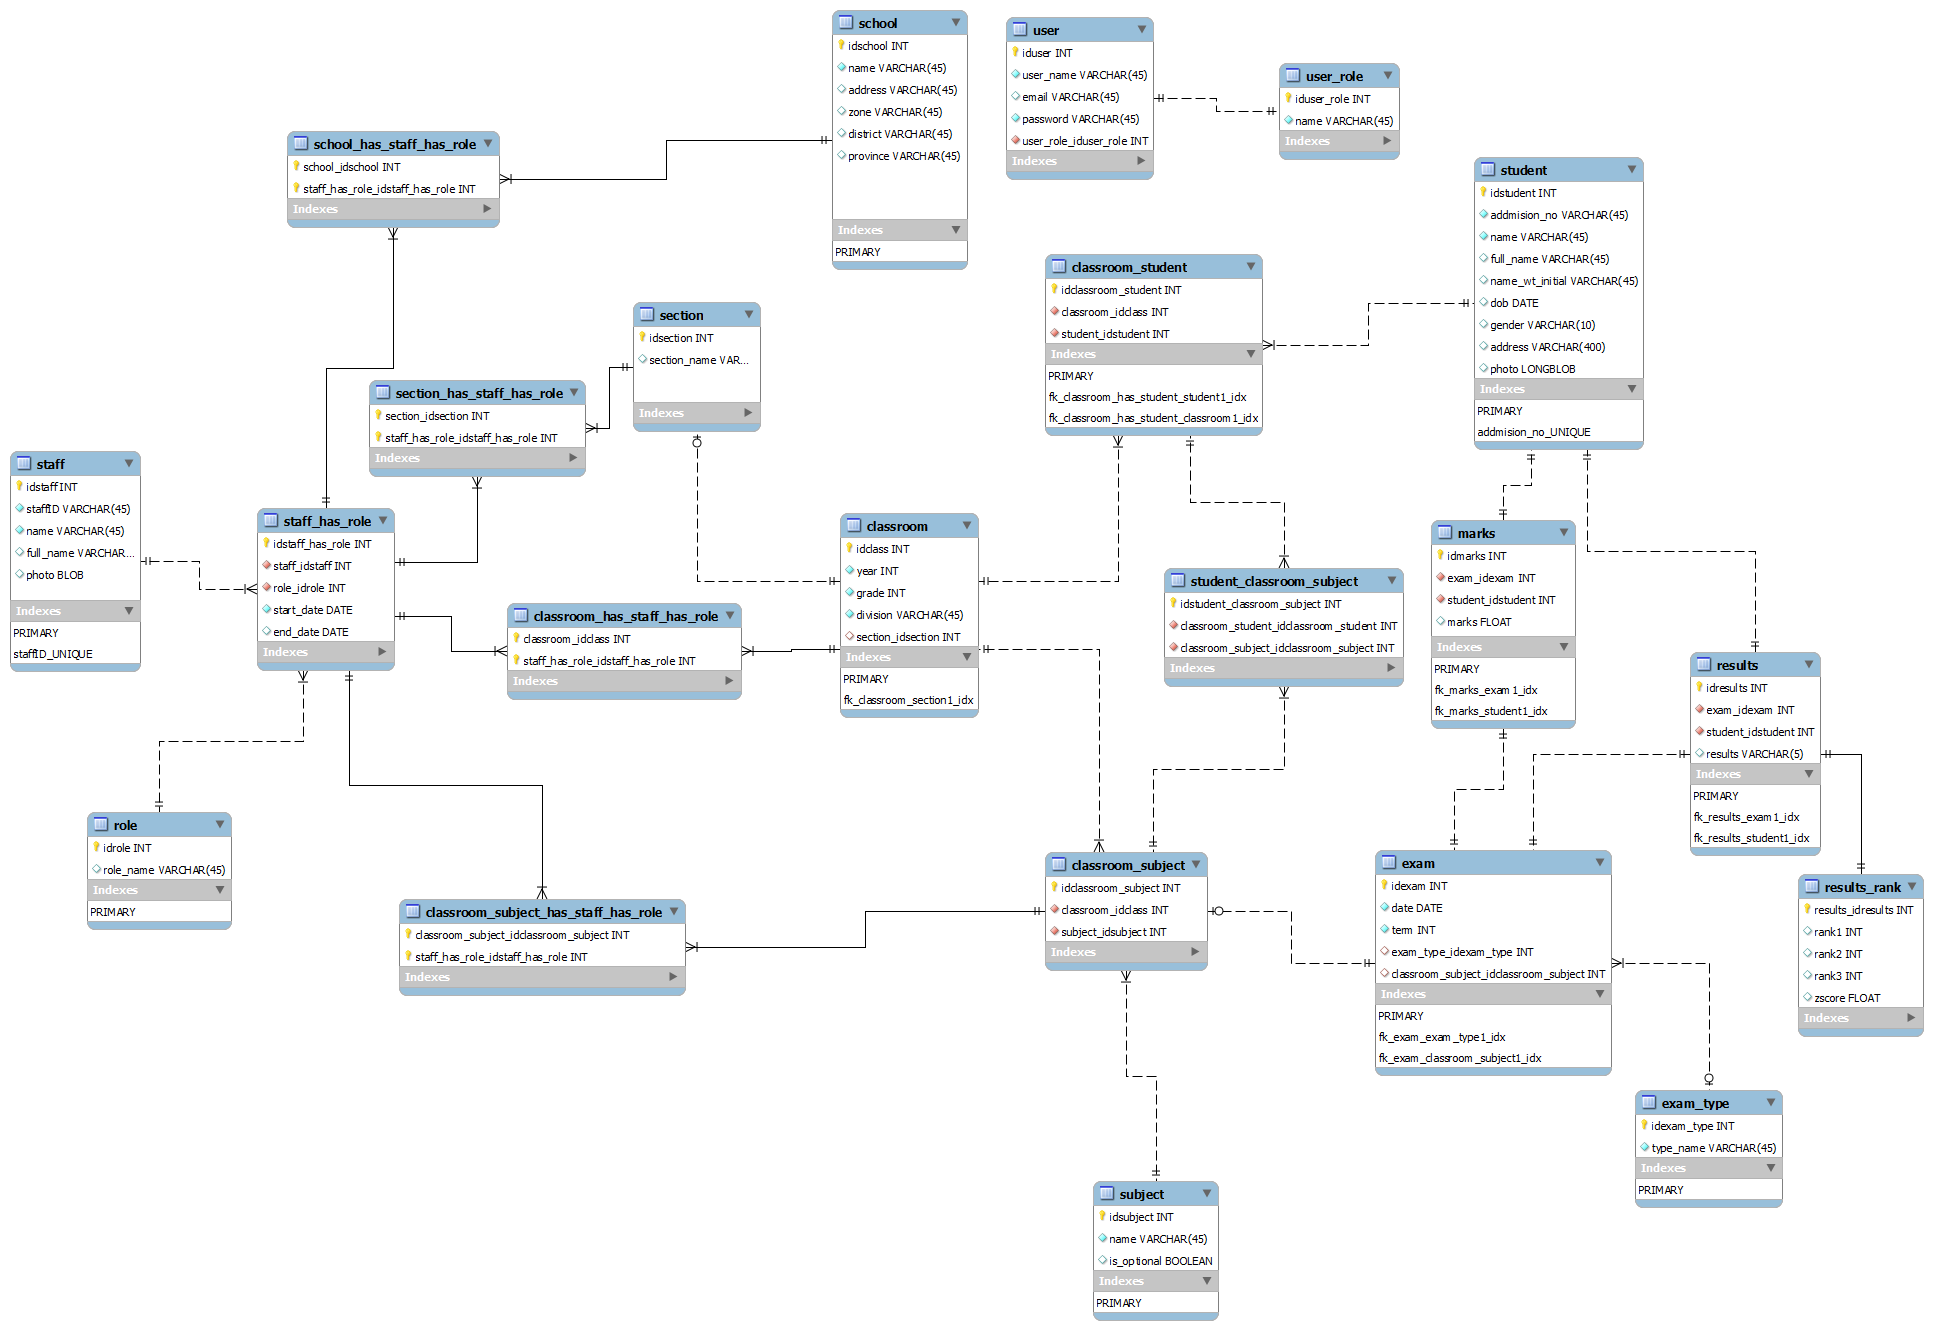 school
idschool INT
name VARCHAR(45)
address VARCHAR(45)
zone VARCHAR(45)
district VARCHAR(45)
province VARCHAR(45)
Indexes
PRIMARY
user
iduser INT
user_name VARCHAR(45)
email VARCHAR(45)
password VARCHAR(45)
user_role_iduser_role INT
Indexes
user_role
iduser_role INT
name VARCHAR(45)
Indexes
school_has_staff_has_role
school_idschool INT
staff_has_role_idstaff_has_role INT
Indexes
student
idstudent INT
addmision_no VARCHAR(45)
name VARCHAR(45)
full_name VARCHAR(45)
name_wt_initial VARCHAR(45)
dob DATE
gender VARCHAR(10)
address VARCHAR(400)
photo LONGBLOB
Indexes
PRIMARY
addmision_no_UNIQUE
classroom_student
idclassroom_student INT
classroom_idclass INT
student_idstudent INT
Indexes
PRIMARY
fk_classroom_has_student_student1_idx
fk_classroom_has_student_classroom1_idx
section
idsection INT
section_name VAR...
Indexes
section_has_staff_has_role
section_idsection INT
staff_has_role_idstaff_has_role INT
Indexes
staff
idstaff INT
staffID VARCHAR(45)
name VARCHAR(45)
full_name VARCHAR...
photo BLOB
Indexes
PRIMARY
staffID_UNIQUE
staff_has_role
idstaff_has_role INT
staff_idstaff INT
role_idrole INT
start_date DATE
end_date DATE
Indexes
classroom
idclass INT
year INT
grade INT
division VARCHAR(45)
section_idsection INT
Indexes
PRIMARY
fk_classroom_section1_idx
marks
idmarks INT
exam_idexam INT
student_idstudent INT
marks FLOAT
Indexes
PRIMARY
fk_marks_exam1_idx
fk_marks_student1_idx
student_classroom_subject
idstudent_classroom_subject INT
classroom_student_idclassroom_student INT
classroom_subject_idclassroom_subject INT
Indexes
classroom_has_staff_has_role
classroom_idclass INT
staff_has_role_idstaff_has_role INT
Indexes
results
idresults INT
exam_idexam INT
student_idstudent INT
results VARCHAR(5)
Indexes
PRIMARY
fk_results_exam1_idx
fk_results_student1_idx
role
idrole INT
role_name VARCHAR(45)
Indexes
PRIMARY
classroom_subject
idclassroom_subject INT
classroom_idclass INT
subject_idsubject INT
Indexes
exam
idexam INT
date DATE
term INT
exam_type_idexam_type INT
classroom_subject_idclassroom_subject INT
Indexes
PRIMARY
fk_exam_exam_type1_idx
fk_exam_classroom_subject1_idx
results_rank
results_idresults INT
rank1 INT
rank2 INT
rank3 INT
zscore FLOAT
Indexes
classroom_subject_has_staff_has_role
classroom_subject_idclassroom_subject INT
staff_has_role_idstaff_has_role INT
Indexes
exam_type
idexam_type INT
type_name VARCHAR(45)
Indexes
PRIMARY
subject
idsubject INT
name VARCHAR(45)
is_optional BOOLEAN
Indexes
PRIMARY